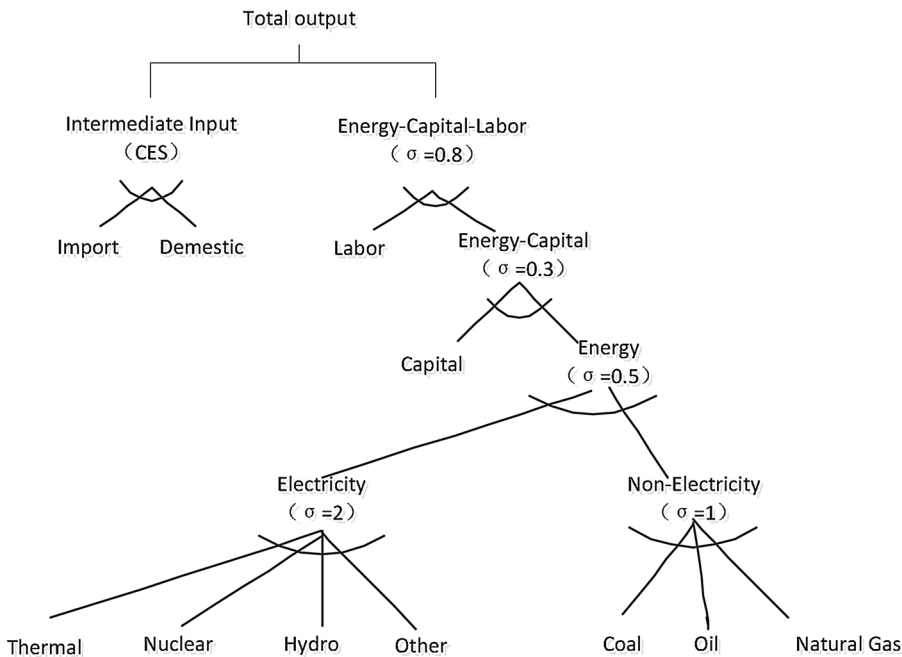 Total output
Intermediate Input
（CES）
Energy-Capital-Labor
（ σ =0.8）
Import
Demestic
Labor
Energy-Capital
（ σ =0.3）
Capital
Energy
（ σ =0.5）
Electricity
（ σ =2）
Non-Electricity
（ σ =1）
Thermal
Nuclear
Hydro
Other
Coal
Oil
Natural Gas